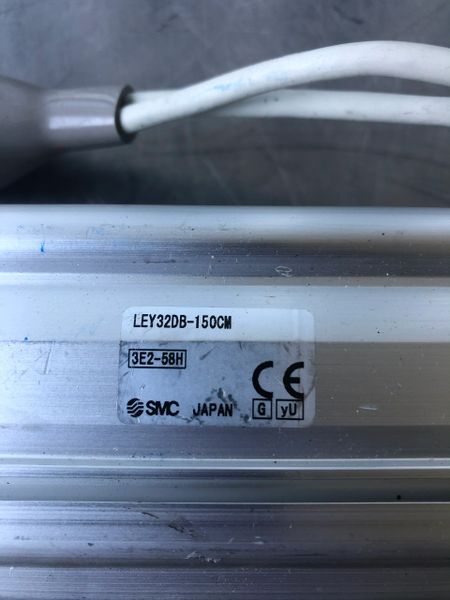 LEY32DB-150CM
3E2-58H
CE
SMC JAPAN G yU